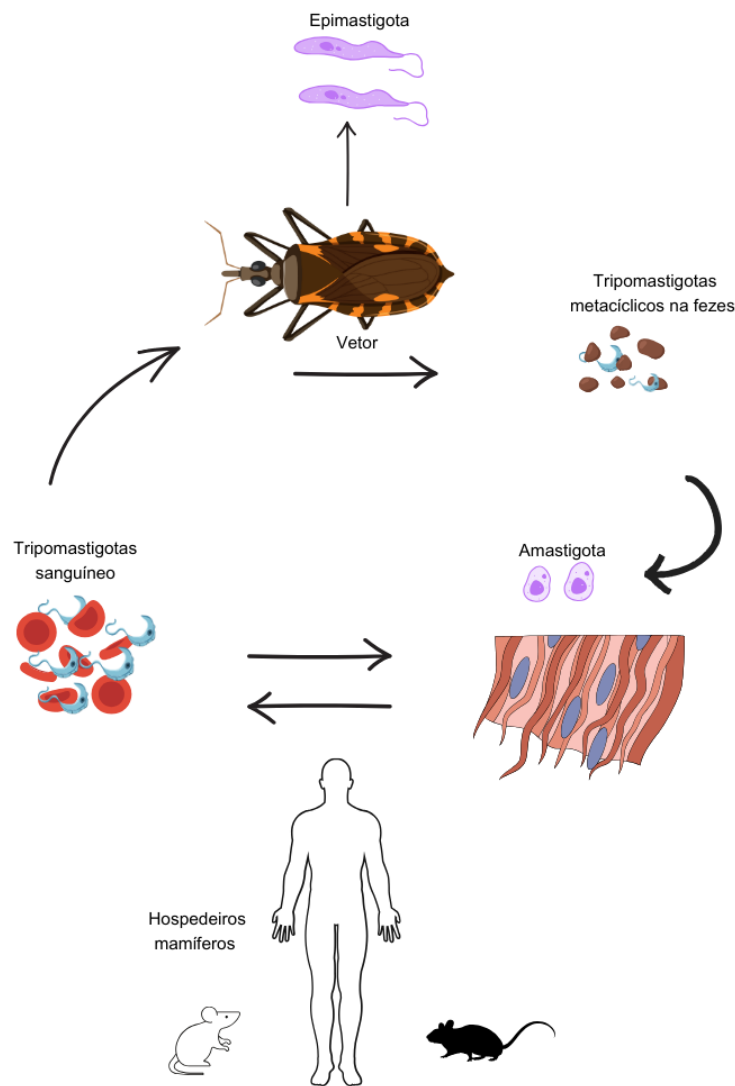 Epimastigota
Vetor
Tripomastigotas
metacíclicos na fezes
Tripomastigotas
sanguíneo
Amastigota
Hospedeiros
mamíferos